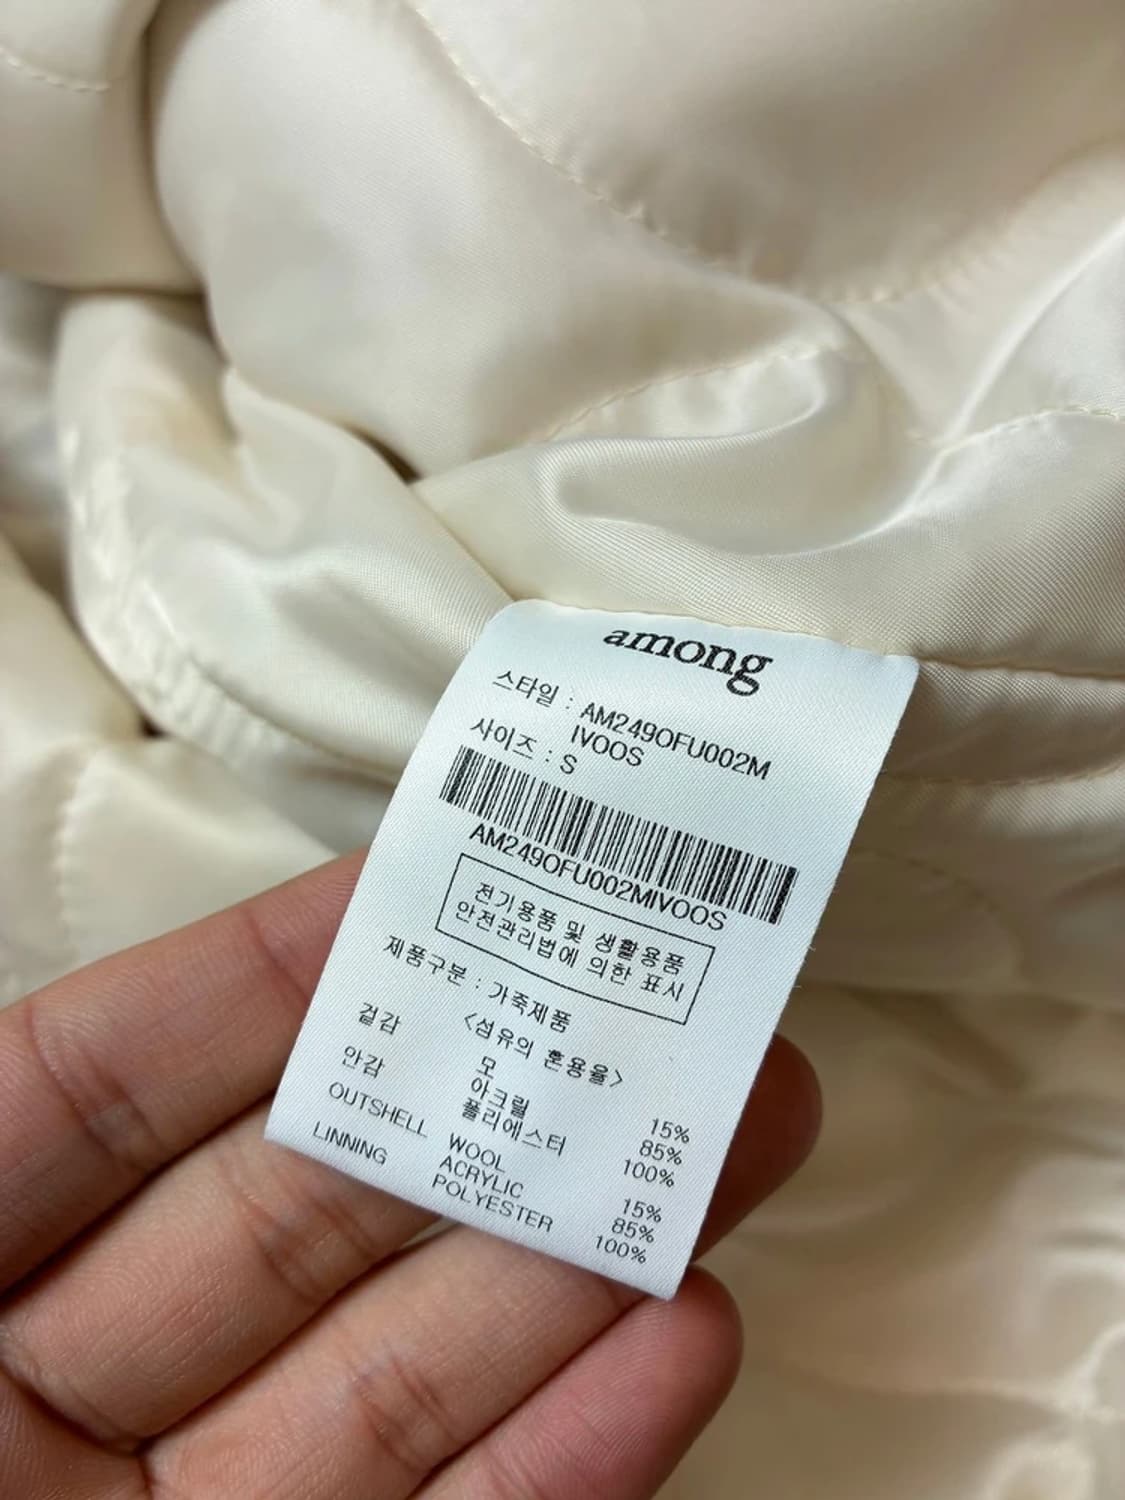 among
스타일 : AM249OFU002M
IVOOS
사이즈 : S
AM249OFU002MIVOOS
전기용품 및 생활용품
안전관리법에 의한 표시
제품구분 : 가죽제품
<섬유의 혼용율>
겉감 모 15%
아크릴 85%
안감 폴리에스터 100%
OUTSHELL WOOL 15%
ACRYLIC 85%
LINNING POLYESTER 100%